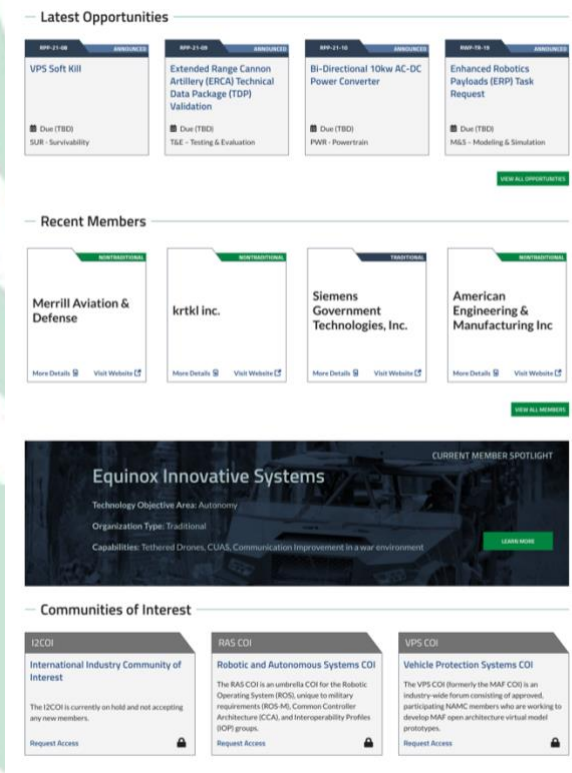 Latest Opportunities
RPP-21-08 ANNOUNCED
VPS Soft Kill
Due (TBD)
SUR - Survivability
RPP-21-09 ANNOUNCED
Extended Range Cannon
Artillery (ERCA) Technical
Data Package (TDP)
Validation
Due (TBD)
T&E - Testing & Evaluation
RPP-21-10 ANNOUNCED
Bi-Directional 10kw AC-DC
Power Converter
Due (TBD)
PWR - Powertrain
ANNOUNCED
Enhanced Robotics
Payloads (ERP) Task
Request
Due (TBD)
M&S - Modeling & Simulation
VIEW ALL OPPORTUNITIES
Recent Members
NONTRADITIONAL
Merrill Aviation &
Defense
More Details Visit Website
NONTRADITIONAL
krtkl inc.
More Details Visit Website
TRADITIONAL
Siemens
Government
Technologies, Inc.
More Details Visit Website
NONTRADITIONAL
American
Engineering &
Manufacturing Inc
More Details Visit Website
VIEW ALL MEMBERS
CURRENT MEMBER SPOTLIGHT
Equinox Innovative Systems
Technology Objective Area: Autonomy
Organization Type: Traditional
Capabilities: Tethered Drones, CUAS, Communication Improvement in a war environment
LEARN MORE
Communities of Interest
I2COI
International Industry Community of
Interest
The I2COI is currently on hold and not accepting
any new members.
Request Access
RAS COI
Robotic and Autonomous Systems COI
The RAS COI is an umbrella COI for the Robotic
Operating System (ROS), unique to military
requirements (ROS-M), Common Controller
Architecture (CCA), and Interoperability Profiles
(IOP) groups.
Request Access
VPS COI
Vehicle Protection Systems COI
The VPS COI (formerly the MAF COI) is an
industry-wide forum consisting of approved,
participating NAMC members who are working to
develop MAF open architecture virtual model
prototypes.
Request Access